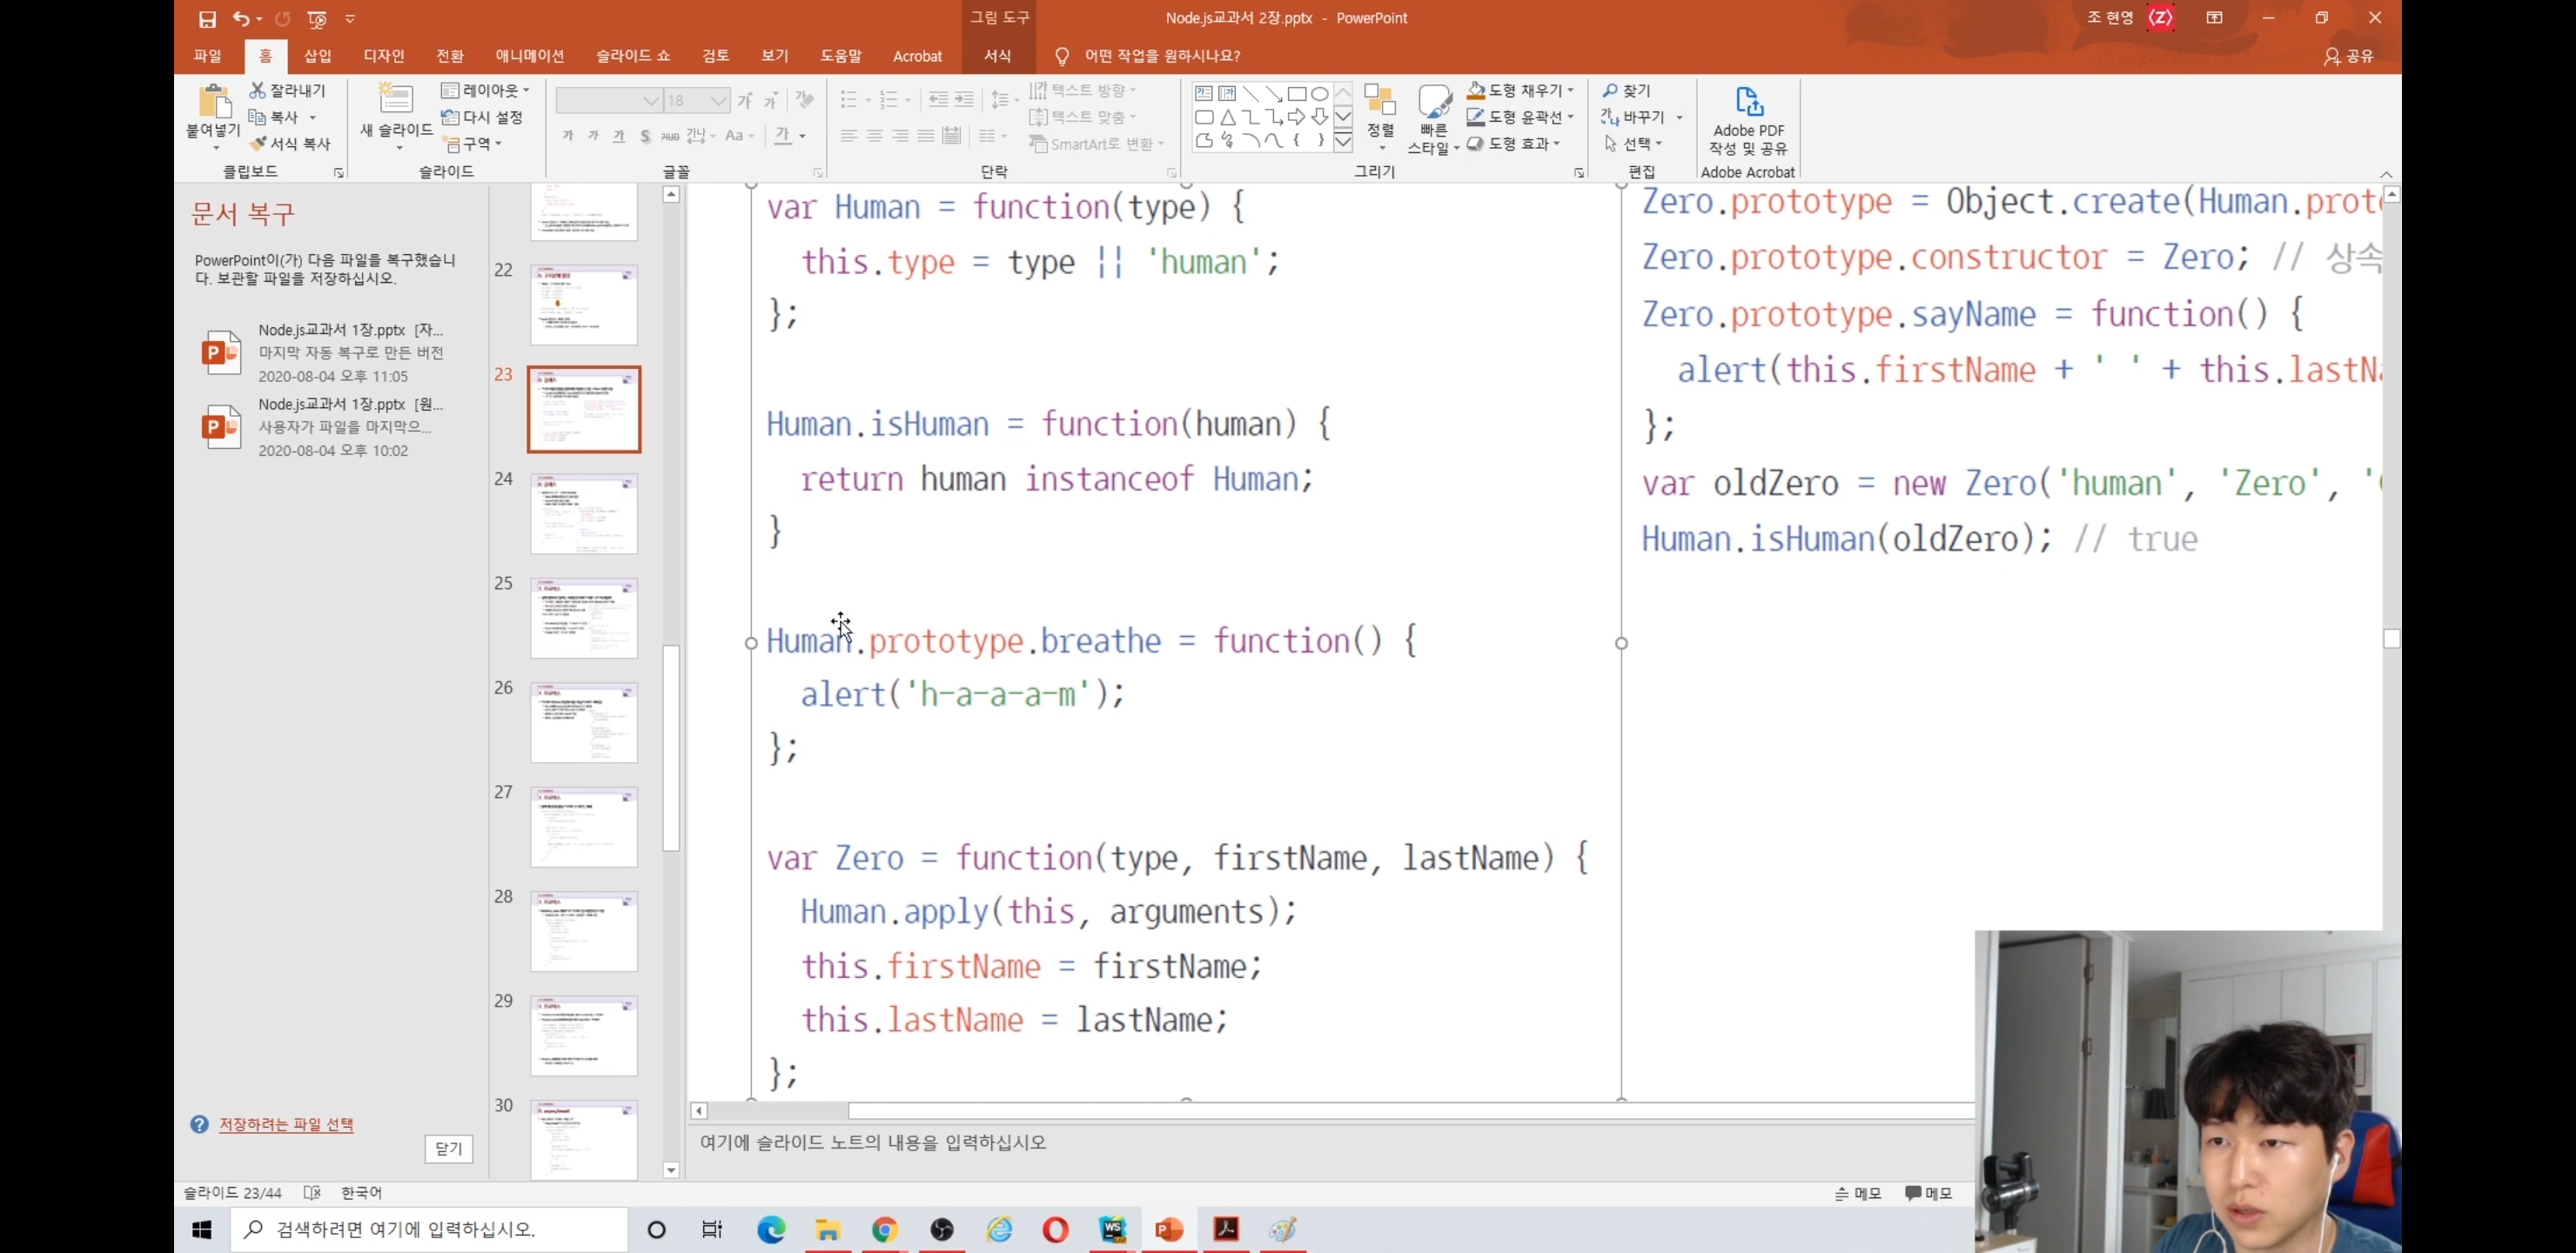 Node.js교과서 2장.pptx - PowerPoint
그림 도구
조 현영
파일 홈 삽입 디자인 전환 애니메이션 슬라이드 쇼 검토 보기 도움말 Acrobat 서식 어떤 작업을 원하시나요? 공유
붙여넣기
잘라내기
복사
서식 복사
클립보드
새 슬라이드
레이아웃
다시 설정
구역
슬라이드
18
글꼴
텍스트 방향
텍스트 맞춤
SmartArt로 변환
단락
정렬
빠른 스타일
도형 채우기
도형 윤곽선
도형 효과
그리기
찾기
바꾸기
선택
편집
Adobe PDF
작성 및 공유
Adobe Acrobat
문서 복구
PowerPoint이(가) 다음 파일을 복구했습니
다. 보관할 파일을 저장하십시오.
Node.js교과서 1장.pptx [자...
마지막 자동 복구로 만든 버전
2020-08-04 오후 11:05
Node.js교과서 1장.pptx [원...
사용자가 파일을 마지막으...
2020-08-04 오후 10:02
저장하려는 파일 선택
닫기
22
23
24
25
26
27
28
29
30
var Human = function(type) {
this.type = type || 'human';
};
Human.isHuman = function(human) {
return human instanceof Human;
}
Human.prototype.breathe = function() {
alert('h-a-a-a-m');
};
var Zero = function(type, firstName, lastName) {
Human.apply(this, arguments);
this.firstName = firstName;
this.lastName = lastName;
};
Zero.prototype = Object.create(Human.prot
Zero.prototype.constructor = Zero; // 상속
Zero.prototype.sayName = function() {
alert(this.firstName + ' ' + this.lastN
};
var oldZero = new Zero('human', 'Zero', '
Human.isHuman(oldZero); // true
여기에 슬라이드 노트의 내용을 입력하십시오
슬라이드 23/44 한국어
메모 메모
검색하려면 여기에 입력하십시오.